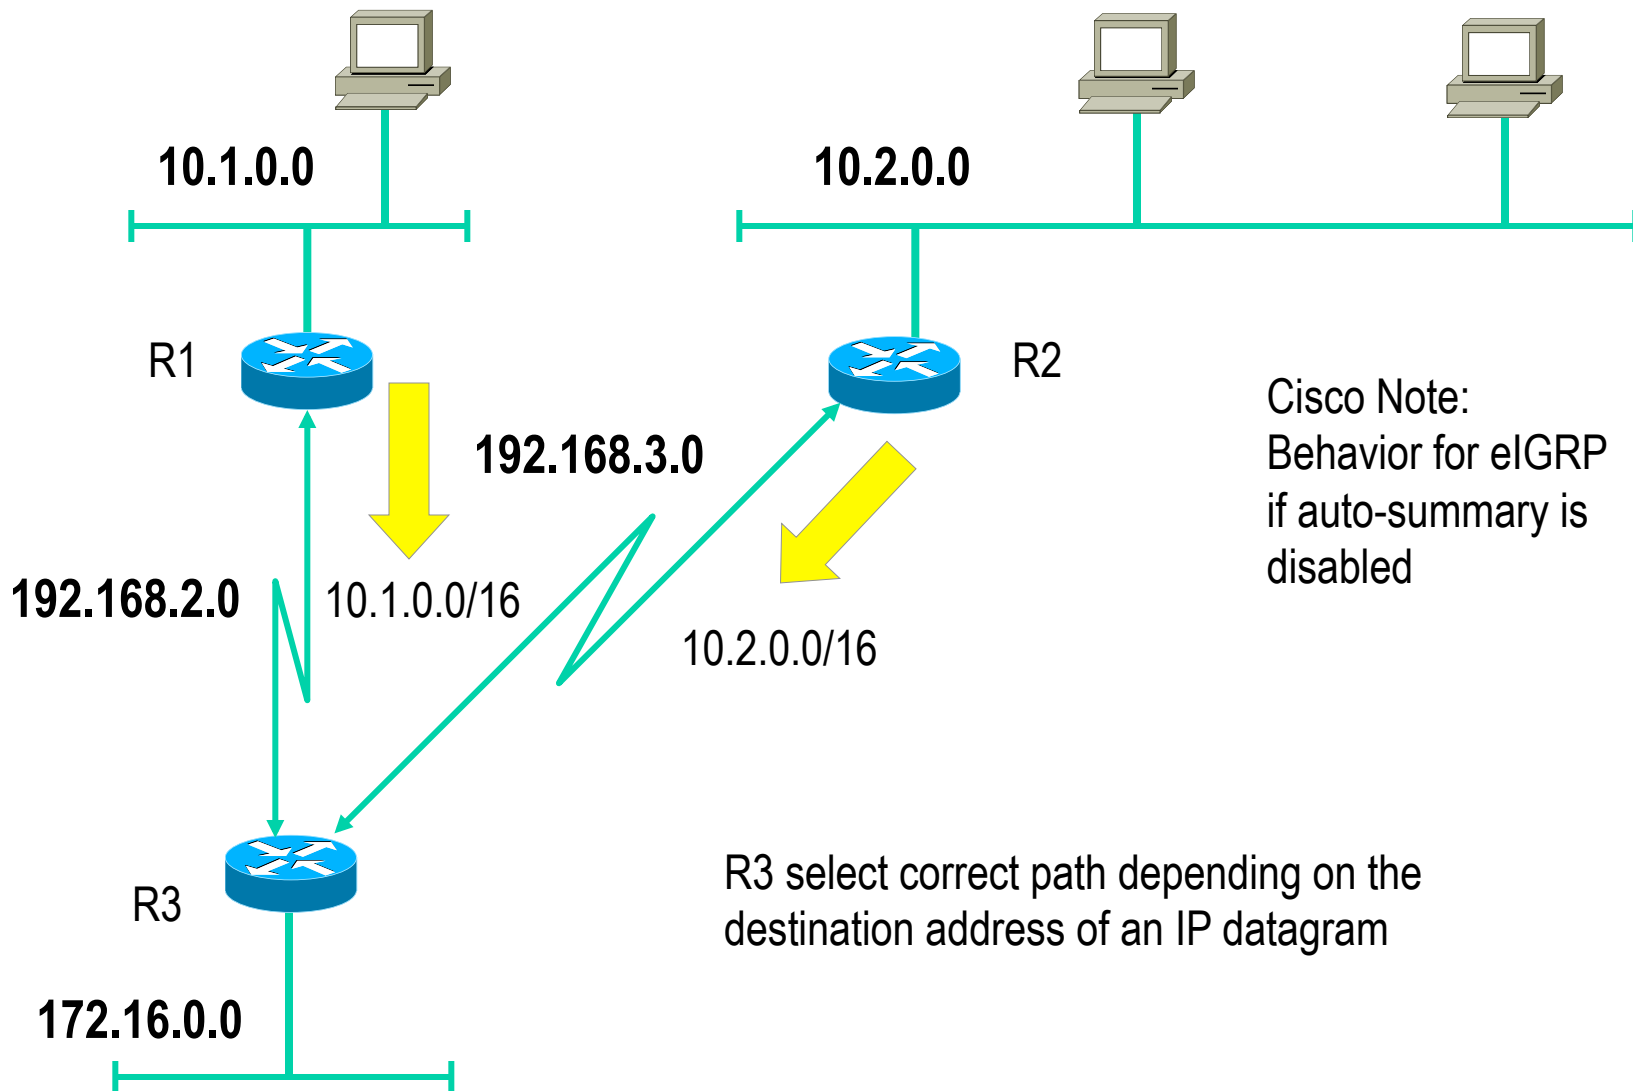 10.1.0.0
10.2.0.0
R1
R2
Cisco Note:
Behavior for eIGRP
if auto-summary is
disabled
192.168.3.0
192.168.2.0
10.1.0.0/16
10.2.0.0/16
R3
R3 select correct path depending on the
destination address of an IP datagram
172.16.0.0